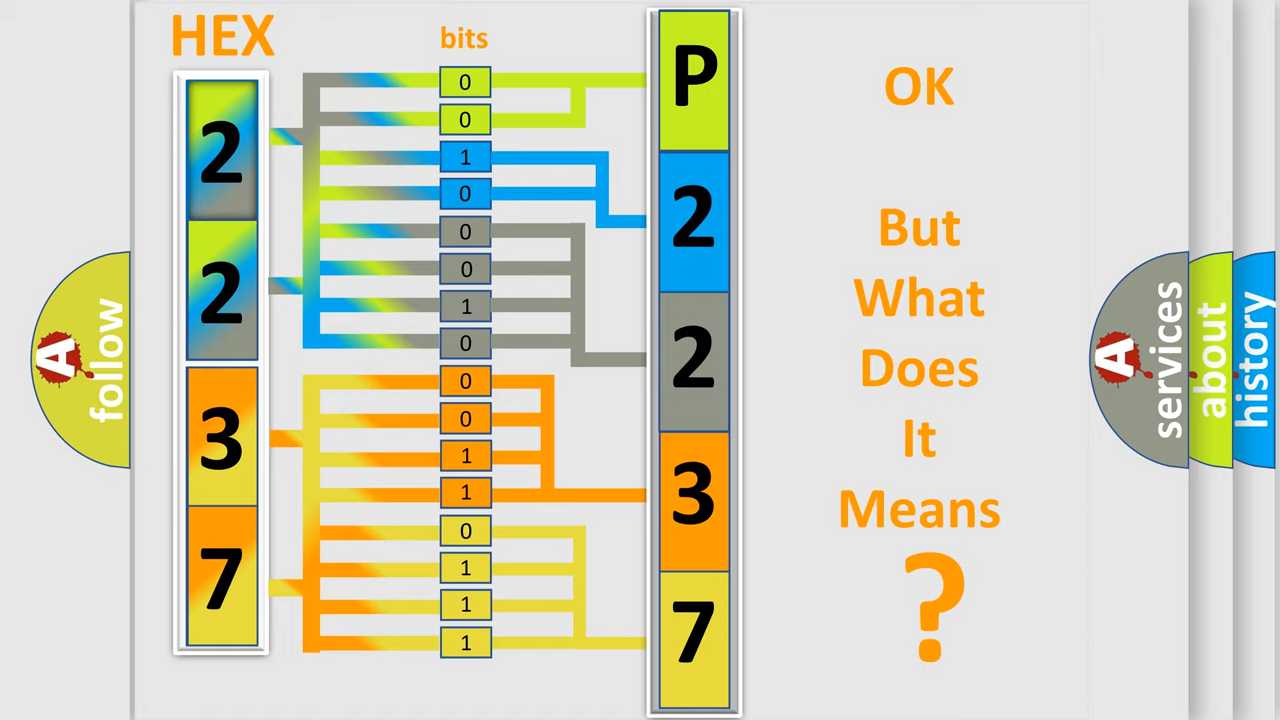 HEX
bits
2
2
3
7
0
0
1
0
0
0
1
0
0
0
1
1
0
1
1
1
P
2
2
3
7
OK
But
What
Does
It
Means
?
A
follow
A
services
about
history